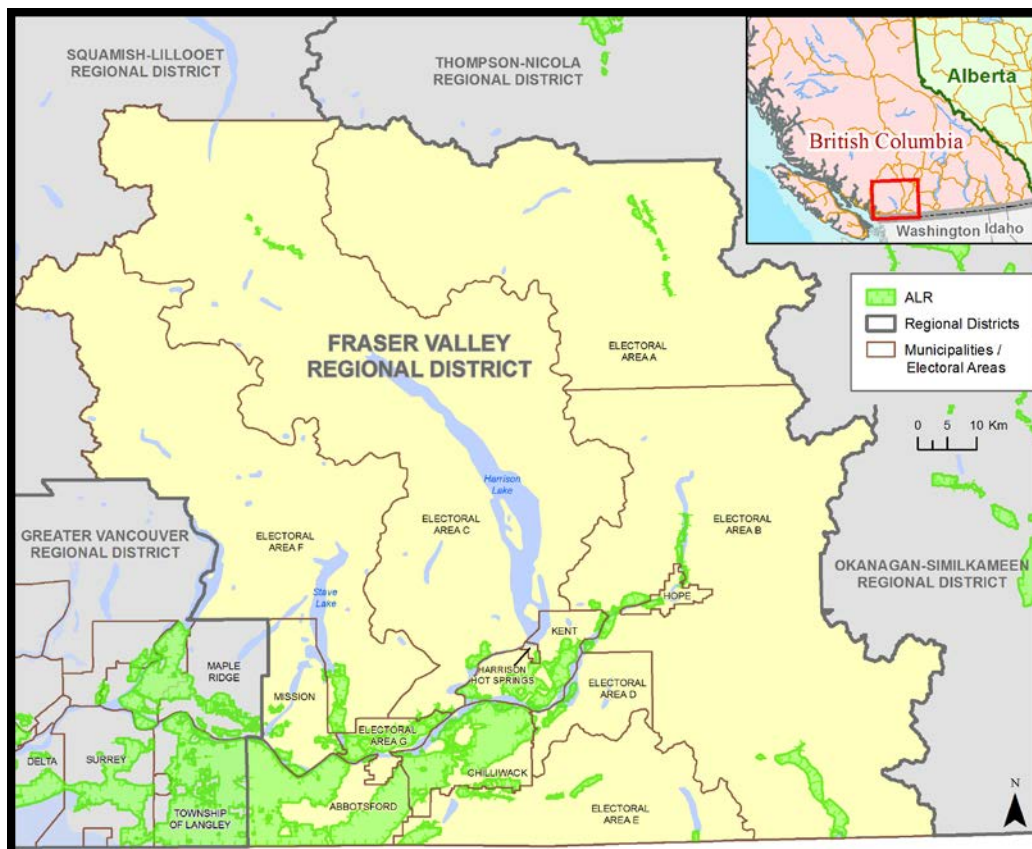 SQUAMISH-LILLOOET
REGIONAL DISTRICT
THOMPSON-NICOLA
REGIONAL DISTRICT
Alberta
British Columbia
Washington
Idaho
ALR
Regional Districts
Municipalities /
Electoral Areas
0 5 10 Km
FRASER VALLEY
REGIONAL DISTRICT
ELECTORAL
AREA A
Harrison
Lake
ELECTORAL
AREA C
ELECTORAL
AREA B
GREATER VANCOUVER
REGIONAL DISTRICT
ELECTORAL
AREA F
OKANAGAN-SIMILKAMEEN
REGIONAL DISTRICT
Stave
Lake
HOPE
KENT
MAPLE
RIDGE
HARRISON
HOT SPRINGS
ELECTORAL
AREA D
MISSION
ELECTORAL
AREA G
DELTA
SURREY
CHILLIWACK
ABBOTSFORD
TOWNSHIP
OF LANGLEY
ELECTORAL
AREA E
N